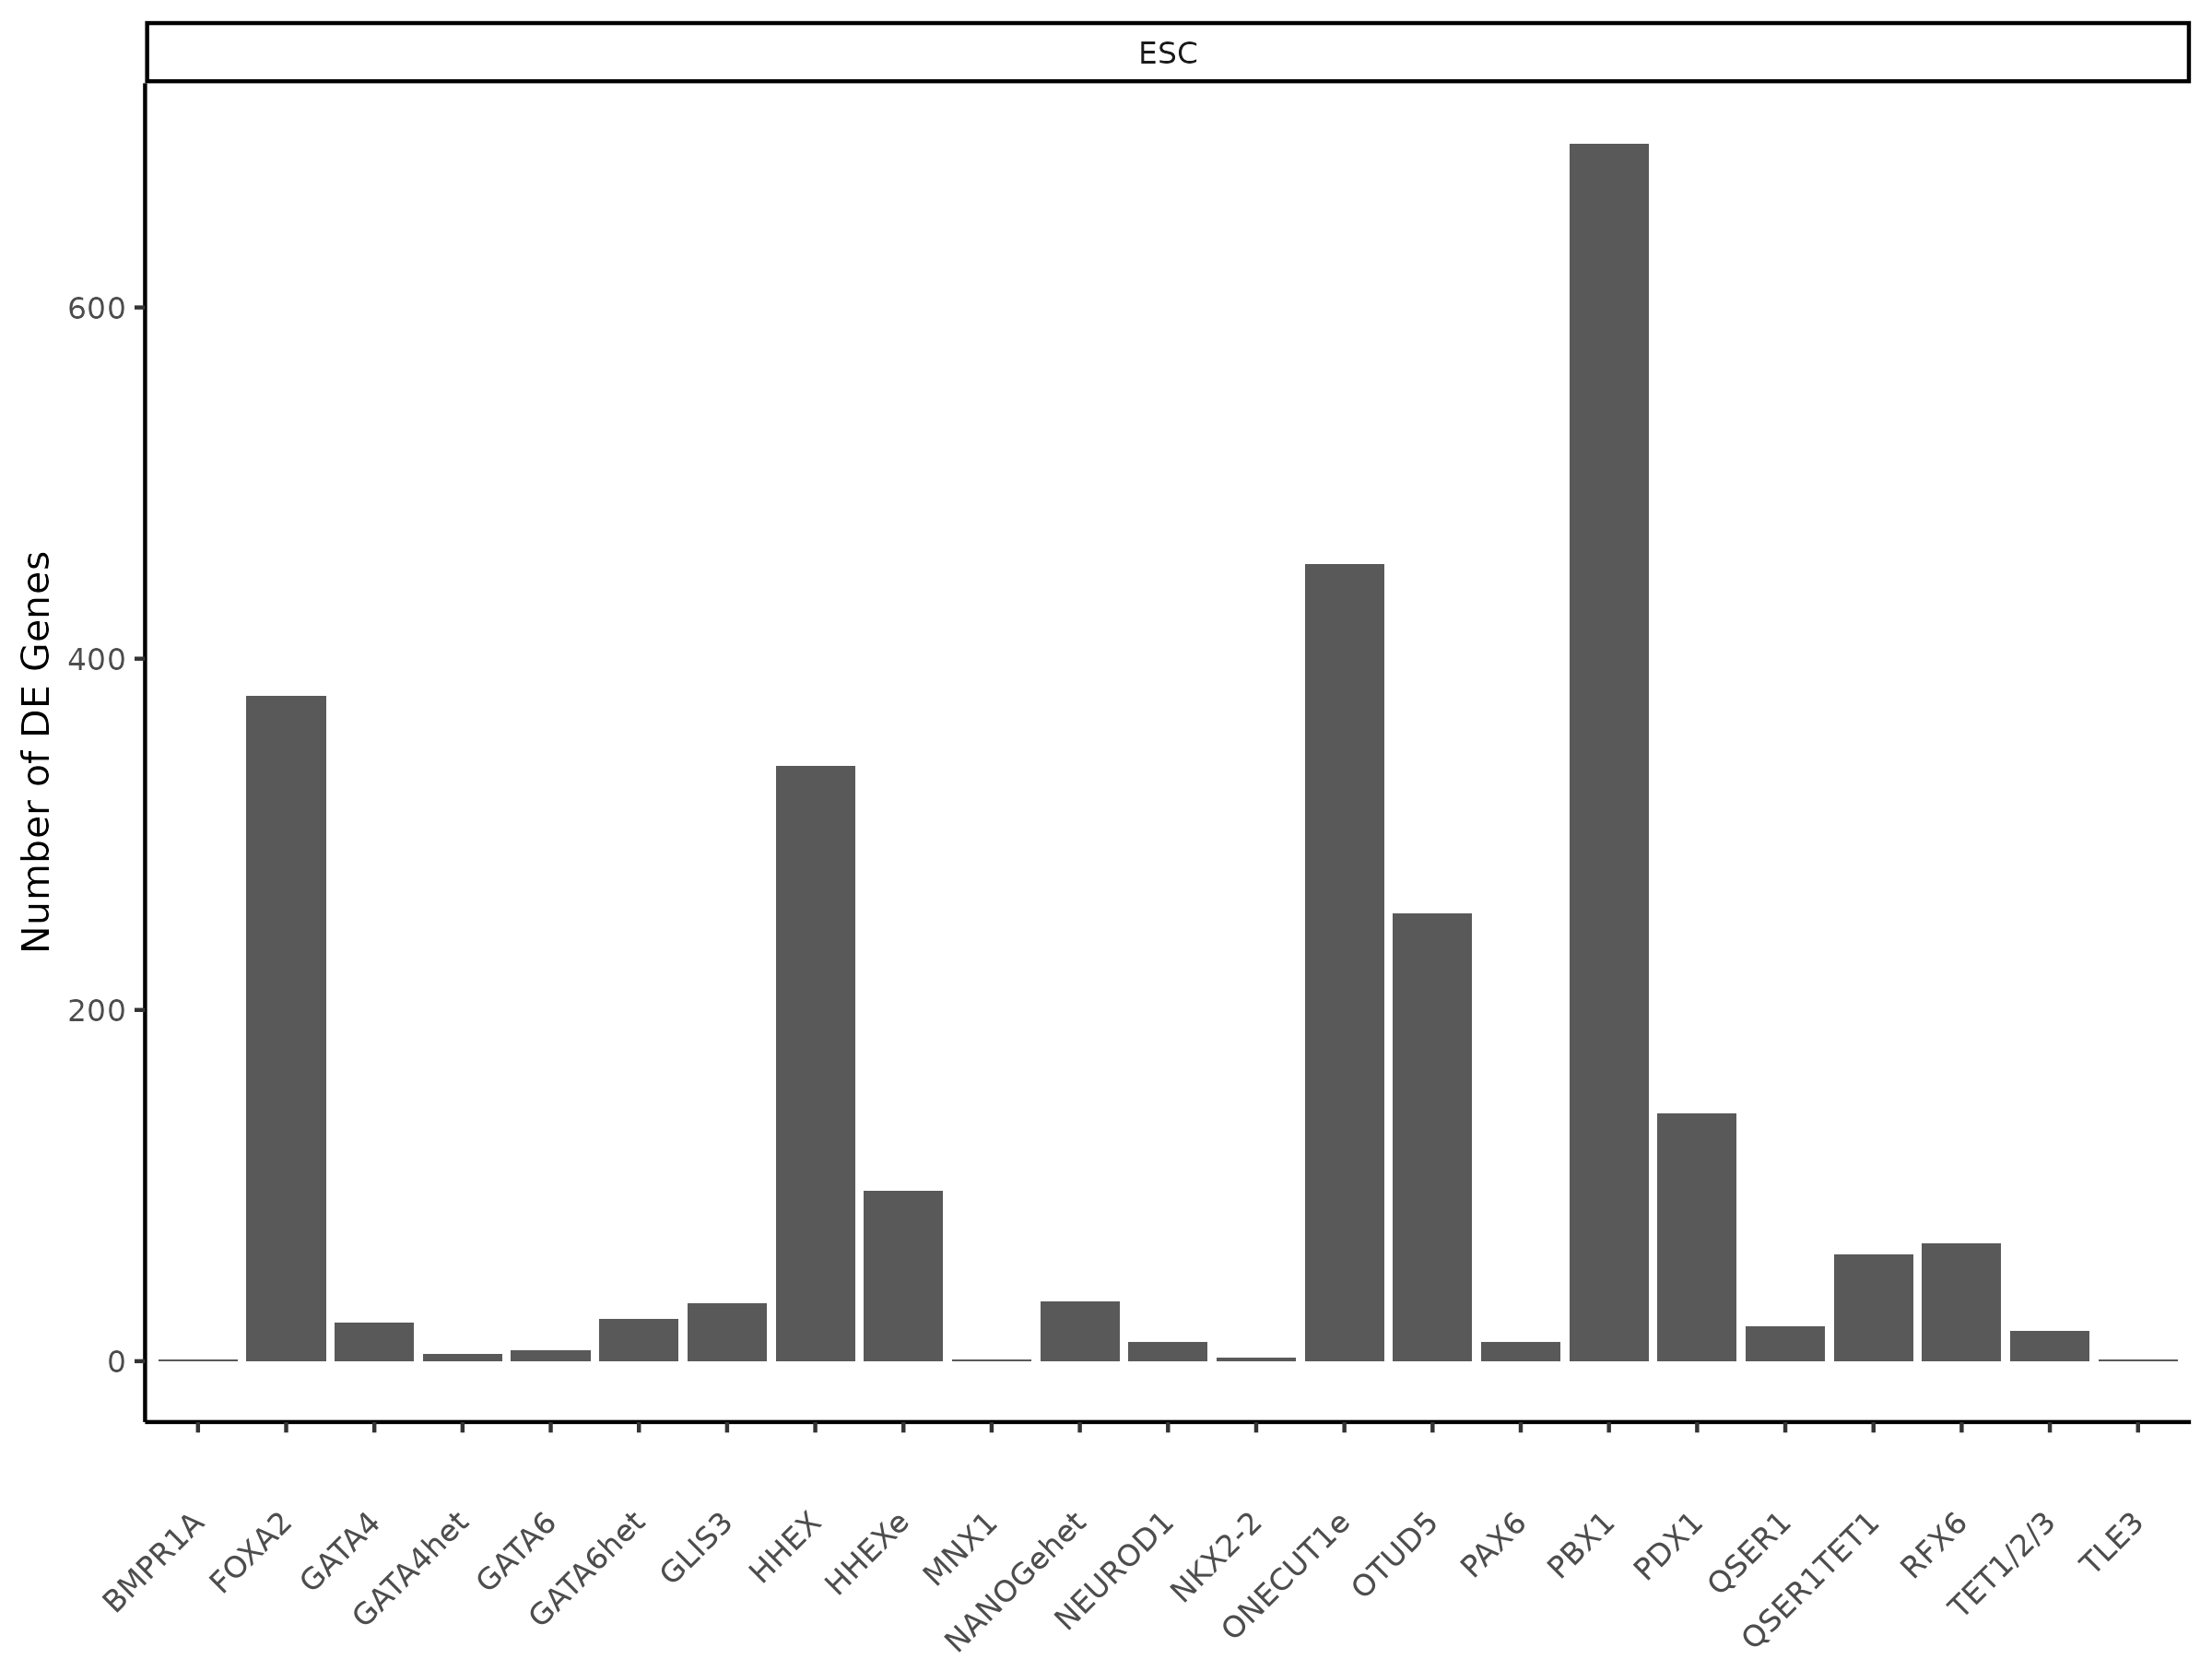 ESC
Number of DE Genes
600
400
200
0
BMPR1A
FOXA2
GATA4
GATA4het
GATA6
GATA6het
GLIS3
HHEX
HHEXe
MNX1
NANOGehet
NEUROD1
NKX2-2
ONECUT1e
OTUD5
PAX6
PBX1
PDX1
QSER1
QSER1TET1
RFX6
TET1/2/3
TLE3